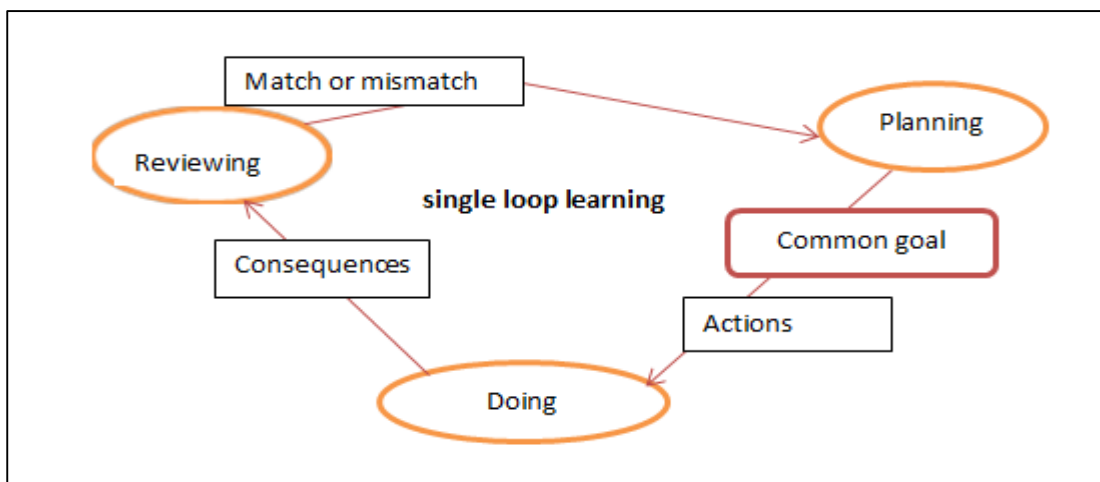 Match or mismatch
Planning
Reviewing
single loop learning
Common goal
Consequences
Actions
Doing